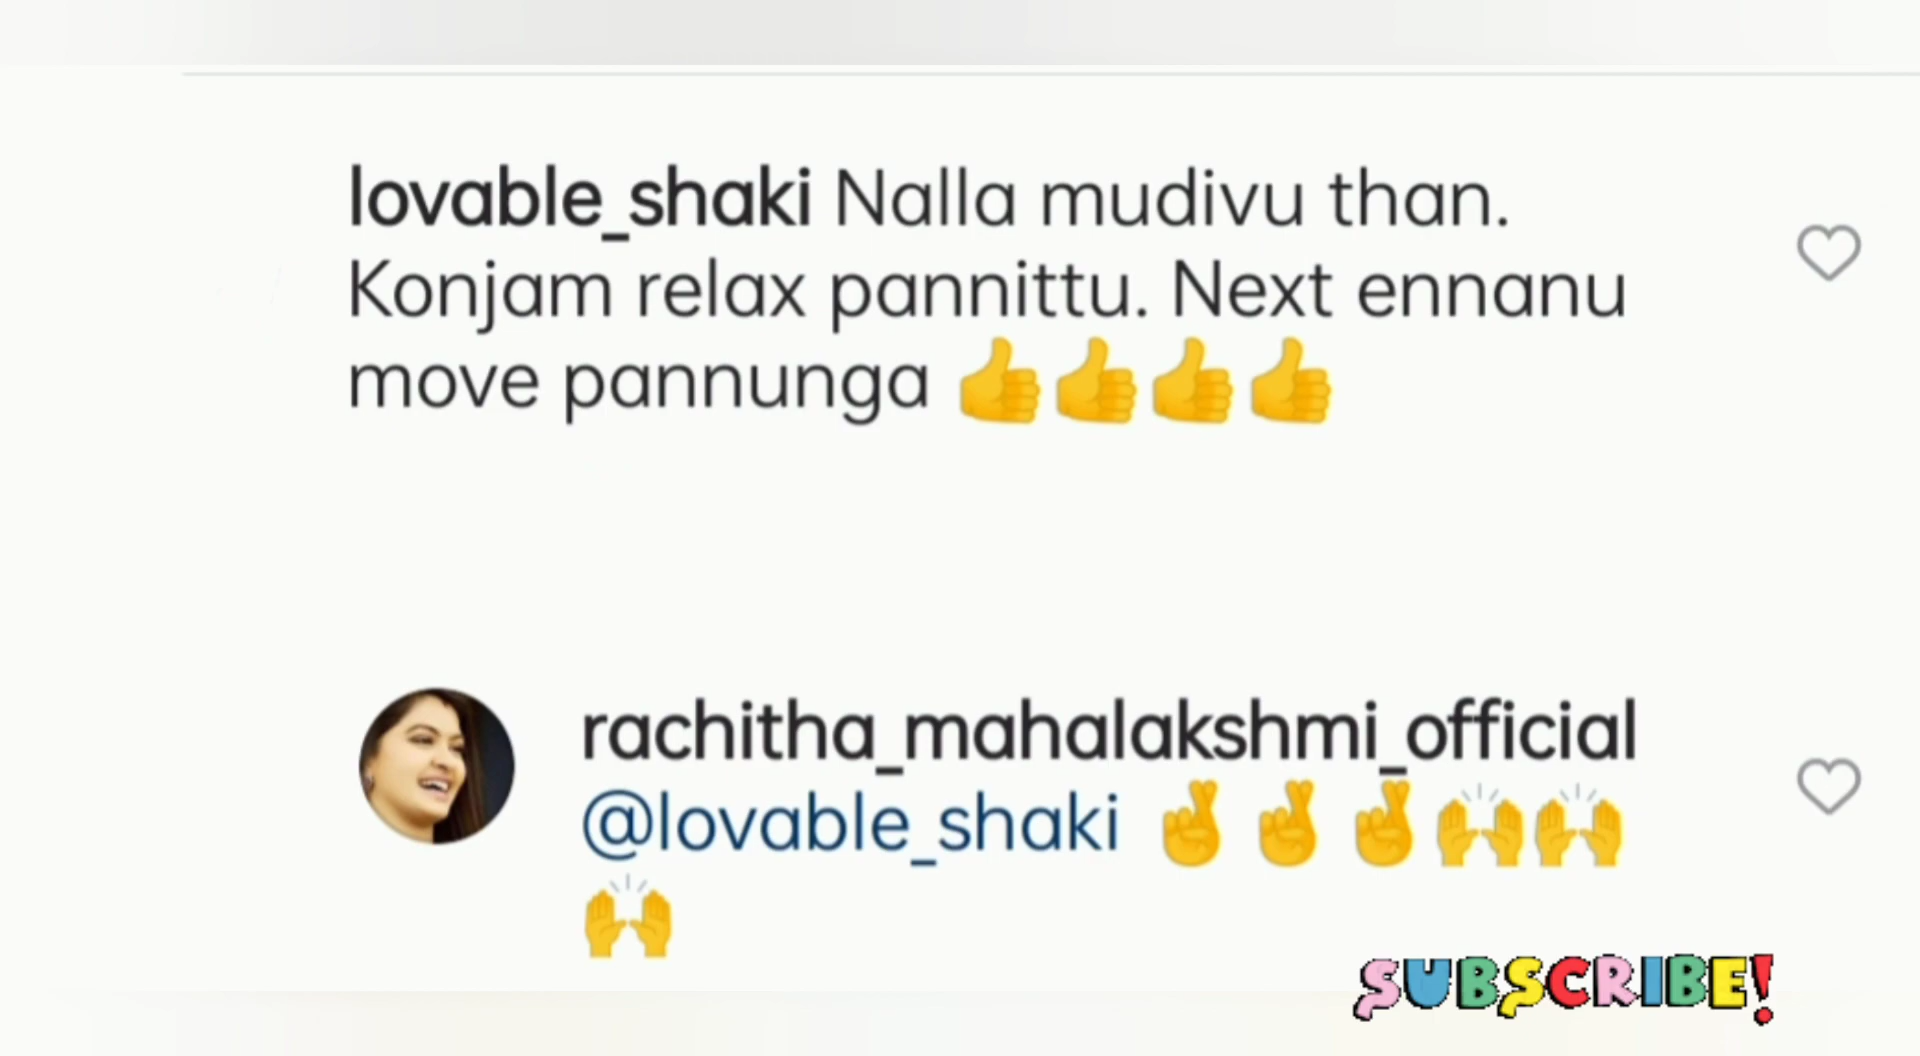 lovable_shaki Nalla mudivu than.
Konjam relax pannittu. Next ennanu
move pannunga 👍👍👍👍
rachitha_mahalakshmi_official
@lovable_shaki 🤞🤞🤞🙌🙌
🙌
SUBSCRIBE!